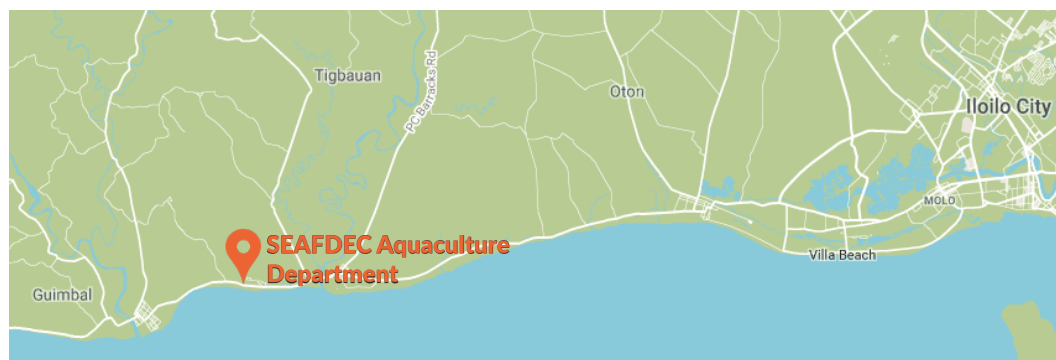 Tigbauan
PC Barracks Rd
Oton
Iloilo City
MOLO
SEAFDEC Aquaculture
Department
Villa Beach
Guimbal